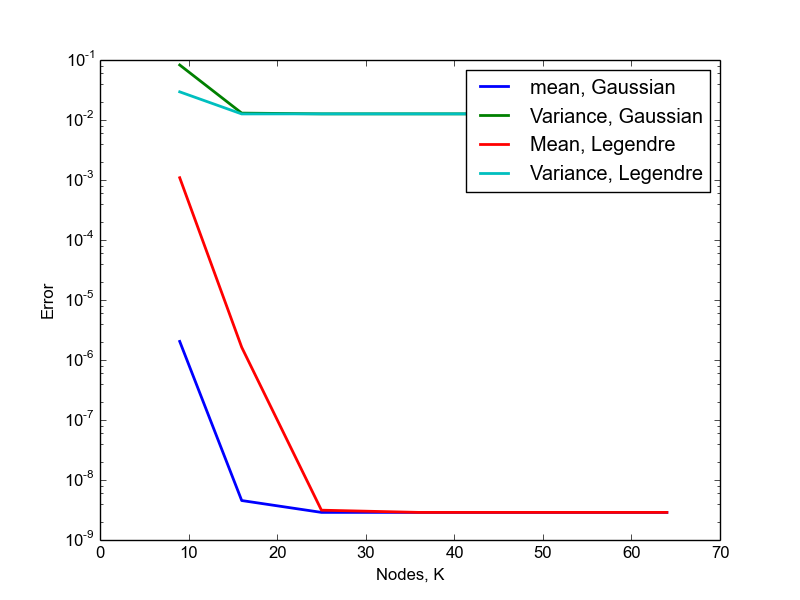 10^-1
10^-2
10^-3
10^-4
10^-5
10^-6
10^-7
10^-8
10^-9
Error
mean, Gaussian
Variance, Gaussian
Mean, Legendre
Variance, Legendre
0 10 20 30 40 50 60 70
Nodes, K